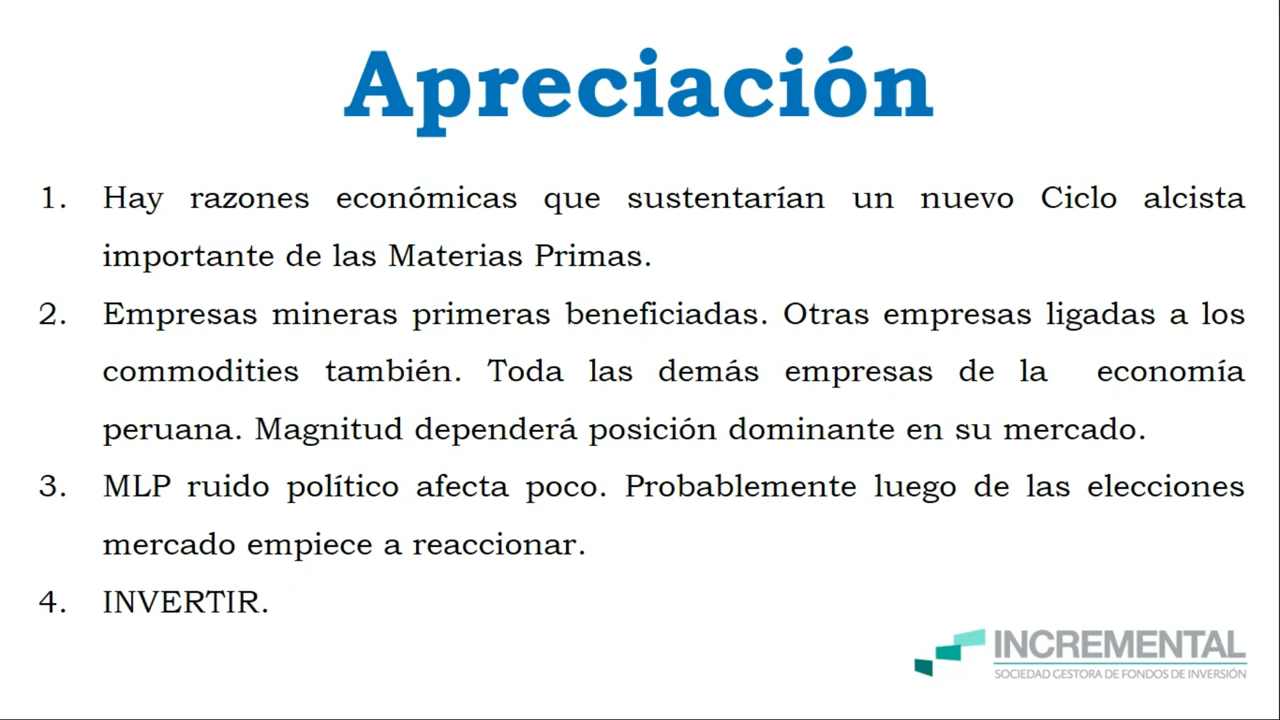 Apreciación
1. Hay razones económicas que sustentarían un nuevo Ciclo alcista
importante de las Materias Primas.
2. Empresas mineras primeras beneficiadas. Otras empresas ligadas a los
commodities también. Toda las demás empresas de la economía
peruana. Magnitud dependerá posición dominante en su mercado.
3. MLP ruido político afecta poco. Probablemente luego de las elecciones
mercado empiece a reaccionar.
4. INVERTIR.
INCREMENTAL
SOCIEDAD GESTORA DE FONDOS DE INVERSIÓN